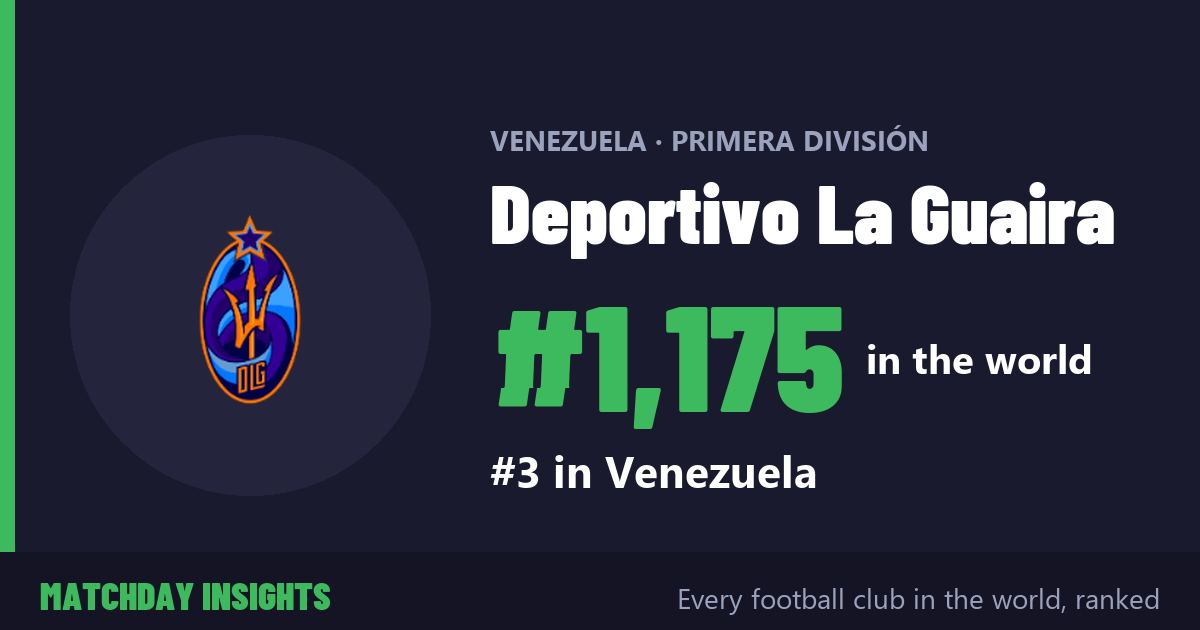 VENEZUELA · PRIMERA DIVISIÓN
Deportivo La Guaira
#1,175 in the world
#3 in Venezuela
DLG
MATCHDAY INSIGHTS
Every football club in the world, ranked